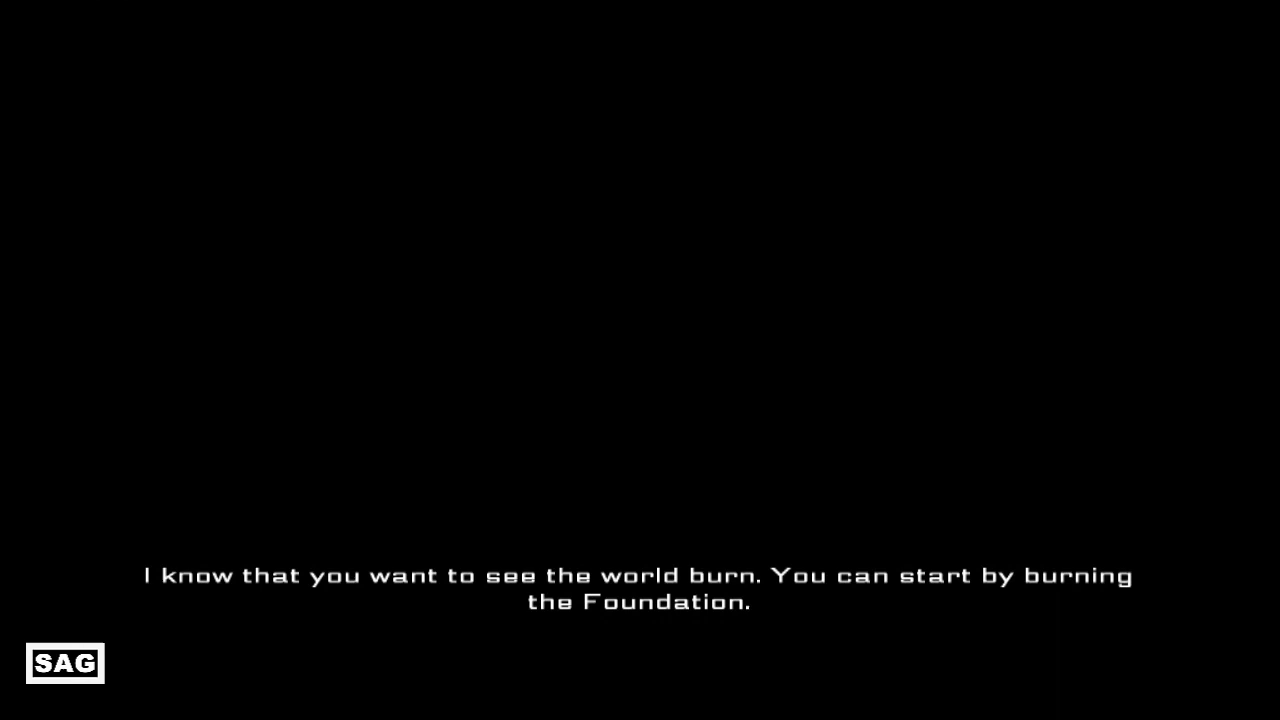 I know that you want to see the world burn. You can start by burning
the Foundation.
SAG